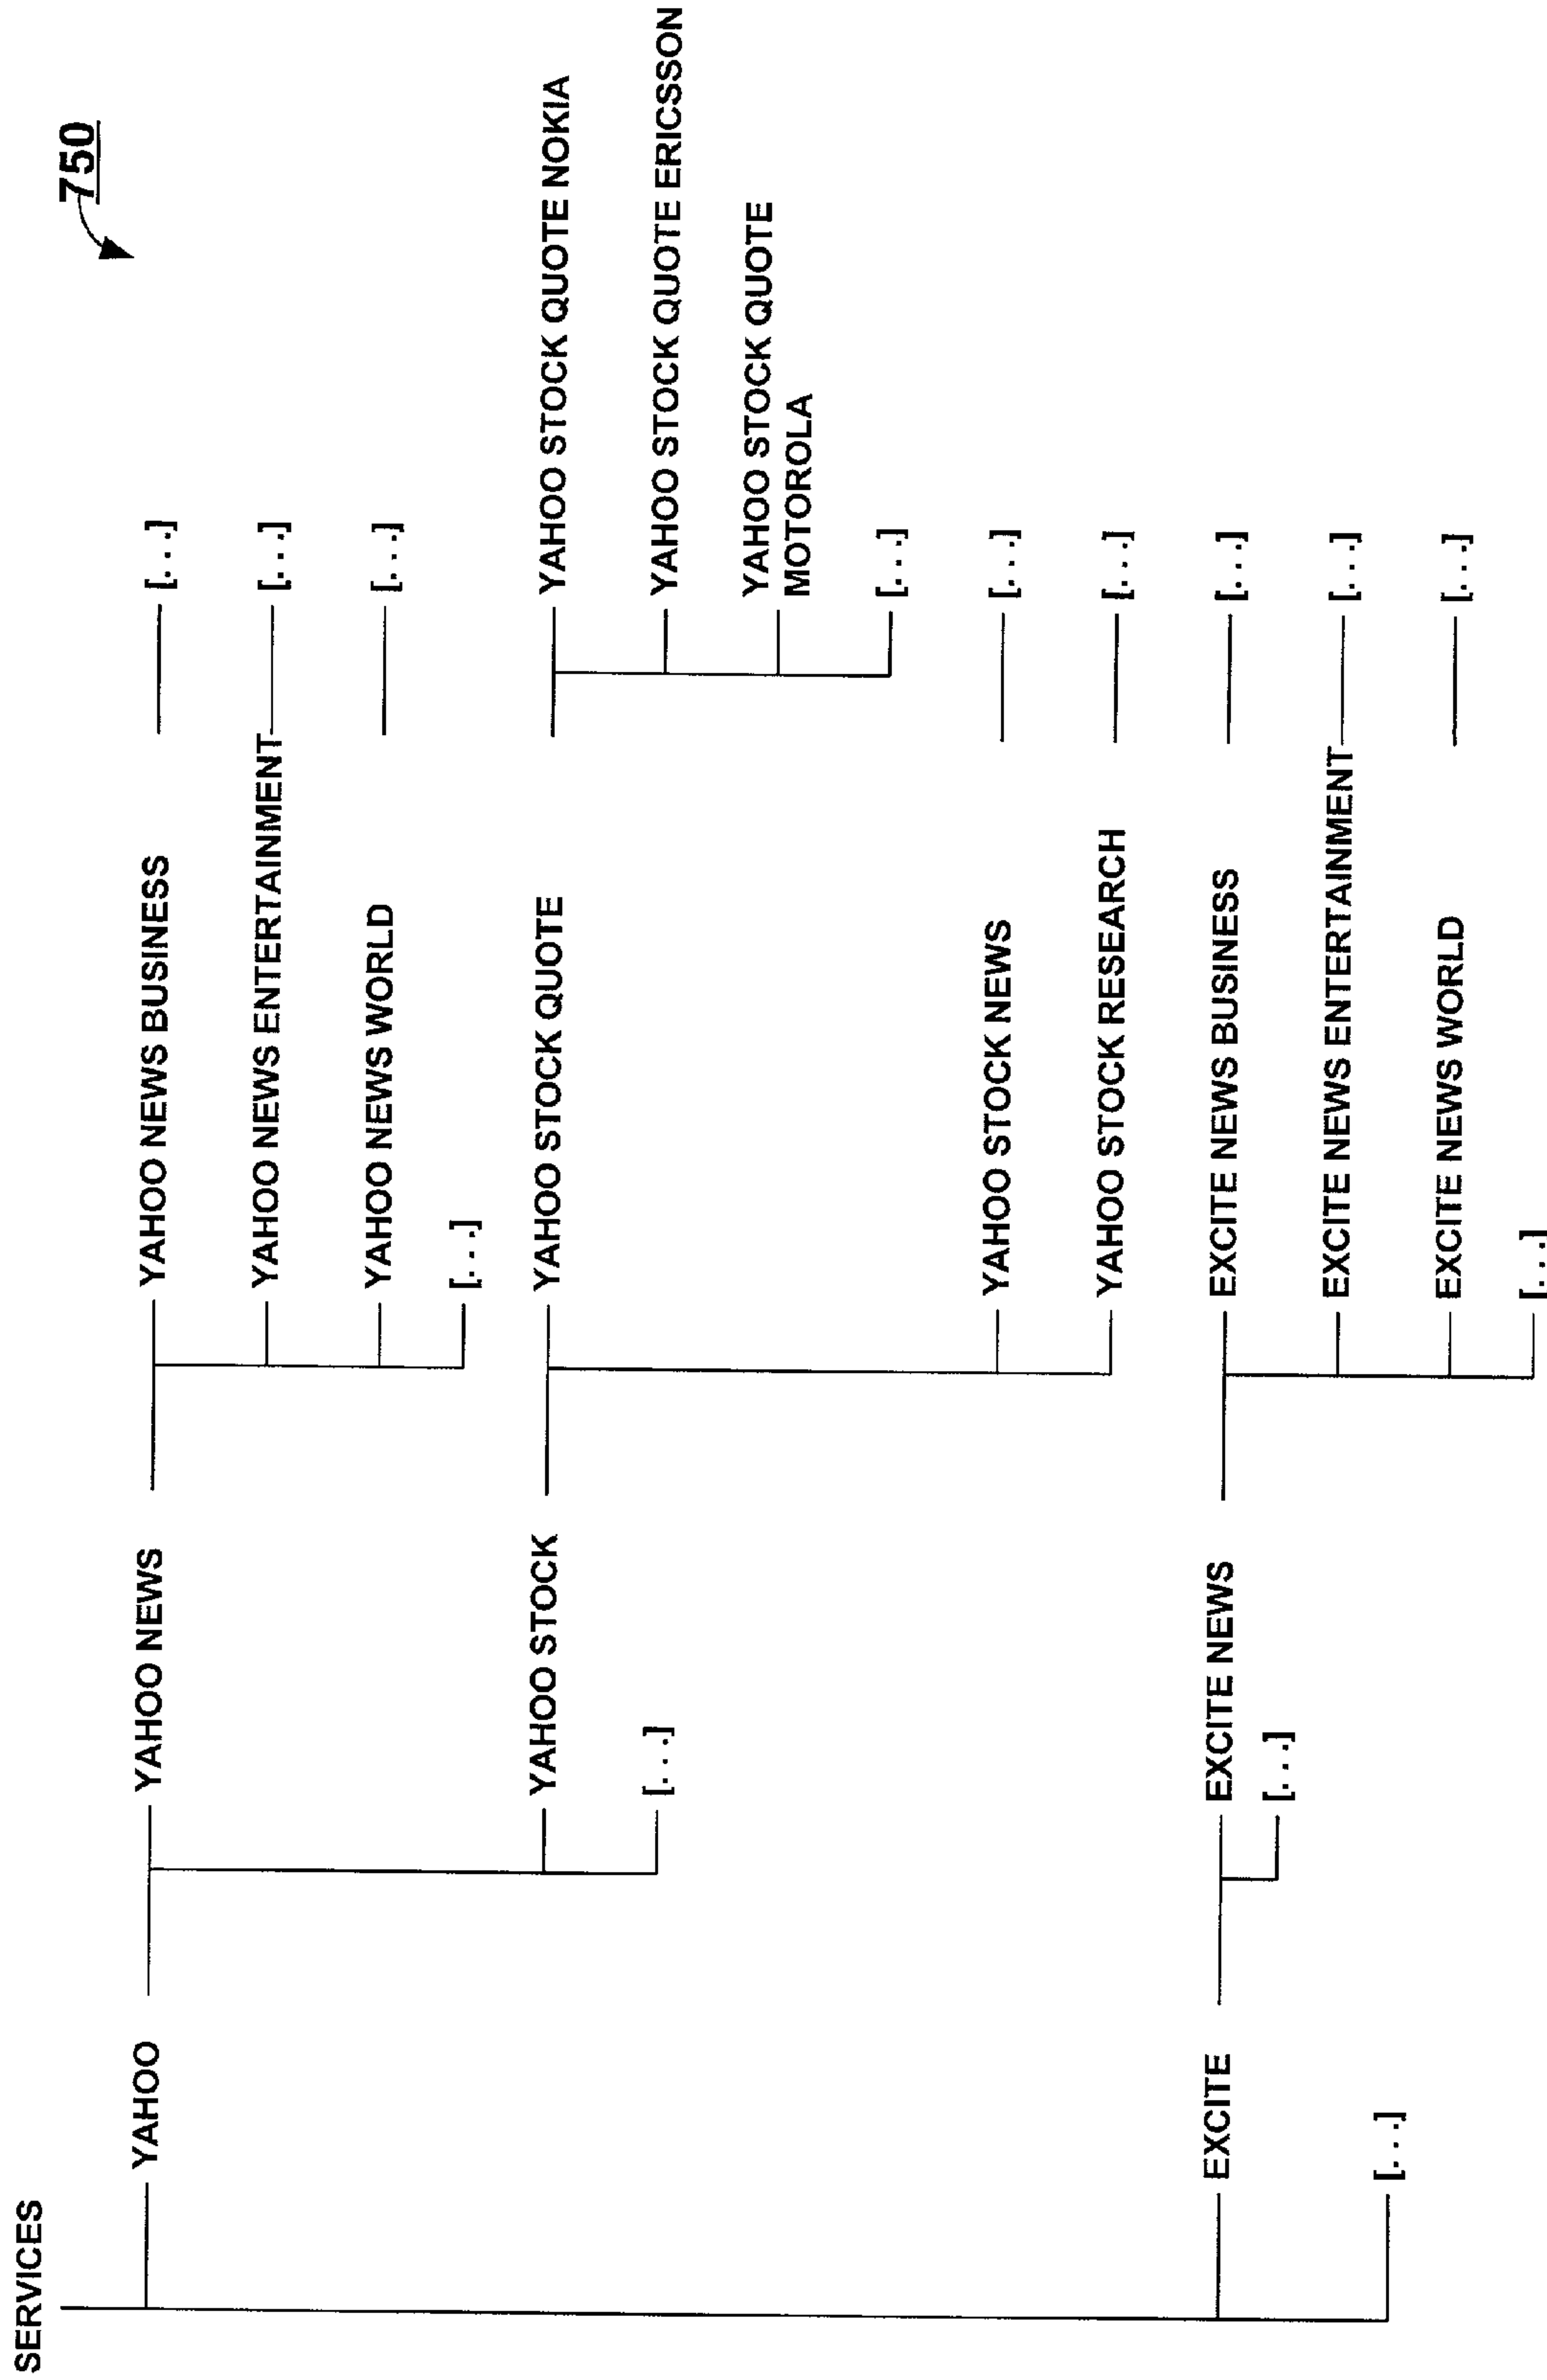 750
SERVICES
YAHOO
YAHOO NEWS
YAHOO NEWS BUSINESS
[. . .]
YAHOO NEWS ENTERTAINMENT
[. . .]
YAHOO NEWS WORLD
[. . .]
[. . .]
YAHOO STOCK
YAHOO STOCK QUOTE
YAHOO STOCK QUOTE NOKIA
YAHOO STOCK QUOTE ERICSSON
YAHOO STOCK QUOTE
MOTOROLA
[. . .]
YAHOO STOCK NEWS
[. . .]
YAHOO STOCK RESEARCH
[. . .]
[. . .]
EXCITE
EXCITE NEWS
EXCITE NEWS BUSINESS
[. . .]
EXCITE NEWS ENTERTAINMENT
[. . .]
EXCITE NEWS WORLD
[. . .]
[. . .]
[. . .]
[. . .]